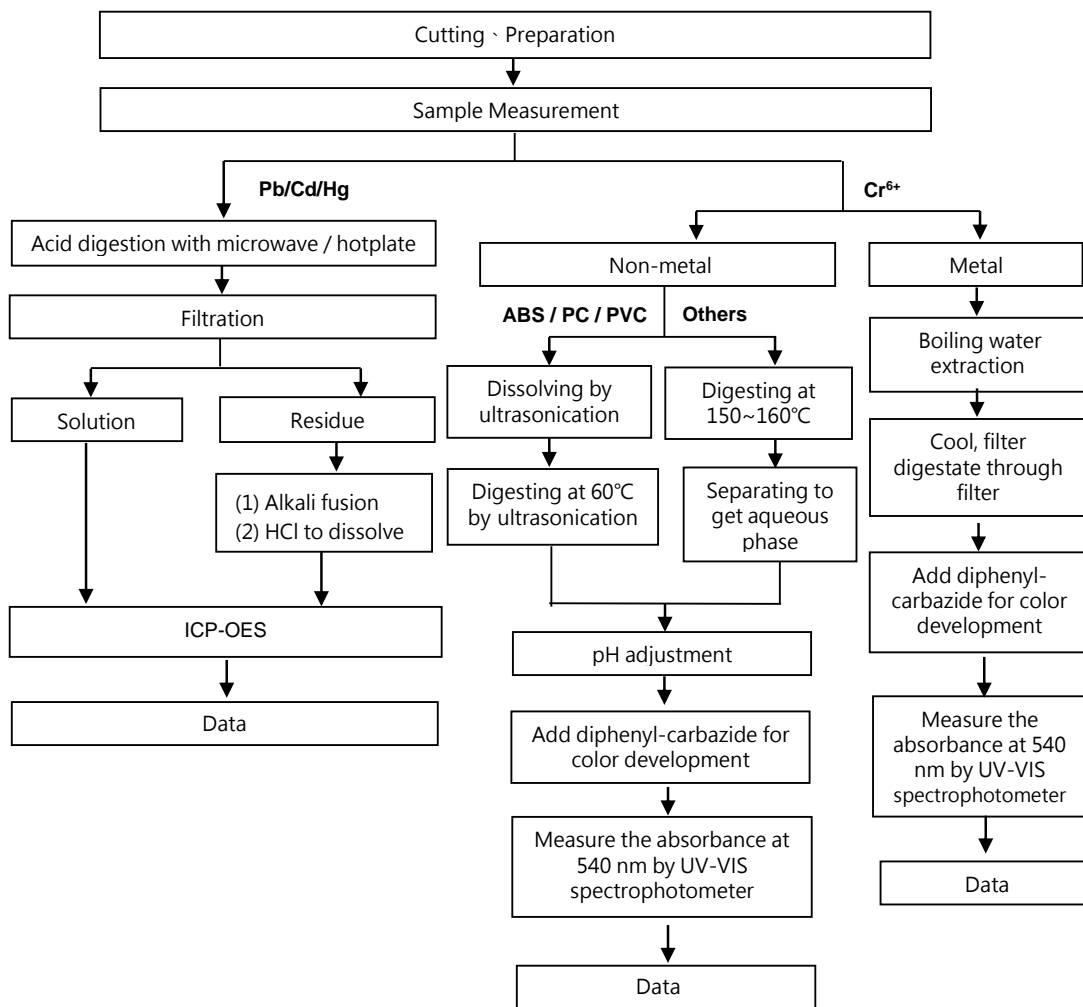 Cutting、Preparation
Sample Measurement
Pb/Cd/Hg
Cr⁶⁺
Acid digestion with microwave / hotplate
Filtration
Solution
Residue
(1) Alkali fusion
(2) HCl to dissolve
ICP-OES
Data
Non-metal
ABS / PC / PVC
Others
Dissolving by
ultrasonication
Digesting at 60℃
by ultrasonication
Digesting at
150~160℃
Separating to
get aqueous
phase
pH adjustment
Add diphenyl-carbazide for
color development
Measure the absorbance at
540 nm by UV-VIS
spectrophotometer
Data
Metal
Boiling water
extraction
Cool, filter
digestate through
filter
Add diphenyl-
carbazide for color
development
Measure the
absorbance at 540
nm by UV-VIS
spectrophotometer
Data